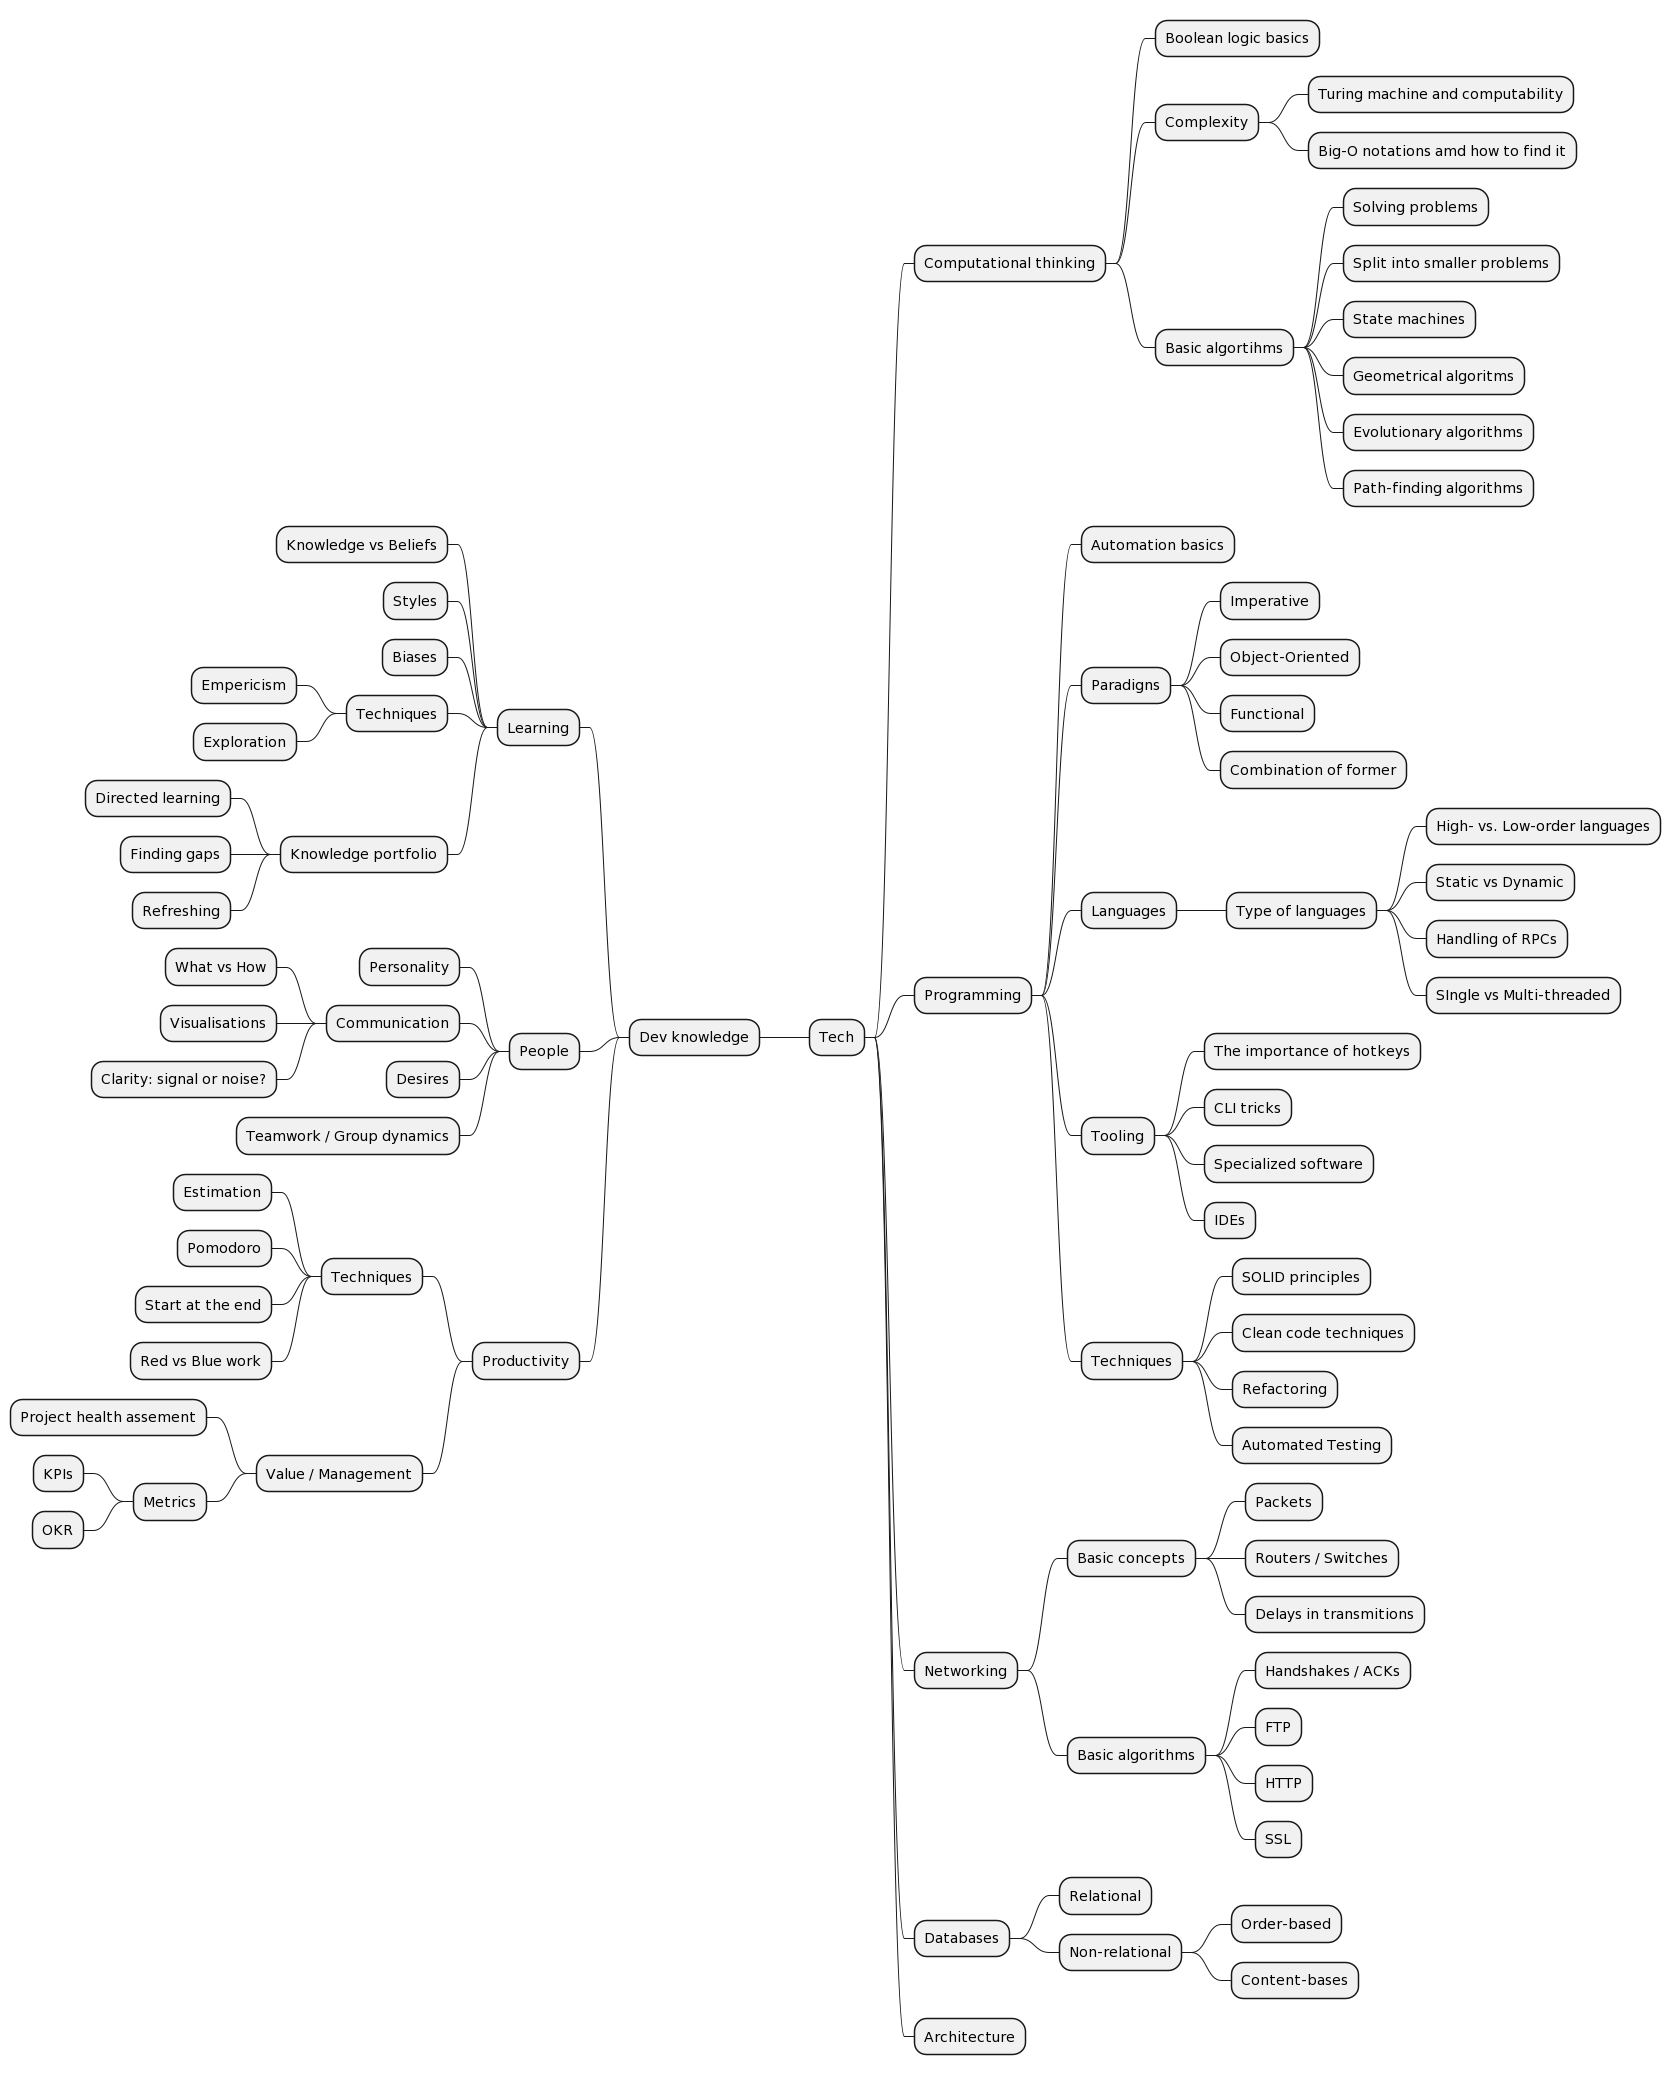 Dev knowledge
Tech
Computational thinking
Boolean logic basics
Complexity
Turing machine and computability
Big-O notations amd how to find it
Basic algortihms
Solving problems
Split into smaller problems
State machines
Geometrical algoritms
Evolutionary algorithms
Path-finding algorithms
Programming
Automation basics
Paradigns
Imperative
Object-Oriented
Functional
Combination of former
Languages
Type of languages
High- vs. Low-order languages
Static vs Dynamic
Handling of RPCs
SIngle vs Multi-threaded
Tooling
The importance of hotkeys
CLI tricks
Specialized software
IDEs
Techniques
SOLID principles
Clean code techniques
Refactoring
Automated Testing
Networking
Basic concepts
Packets
Routers / Switches
Delays in transmitions
Basic algorithms
Handshakes / ACKs
FTP
HTTP
SSL
Databases
Relational
Non-relational
Order-based
Content-bases
Architecture
Learning
Knowledge vs Beliefs
Styles
Biases
Techniques
Empericism
Exploration
Knowledge portfolio
Directed learning
Finding gaps
Refreshing
People
Personality
Communication
What vs How
Visualisations
Clarity: signal or noise?
Desires
Teamwork / Group dynamics
Productivity
Techniques
Estimation
Pomodoro
Start at the end
Red vs Blue work
Value / Management
Project health assement
Metrics
KPIs
OKR